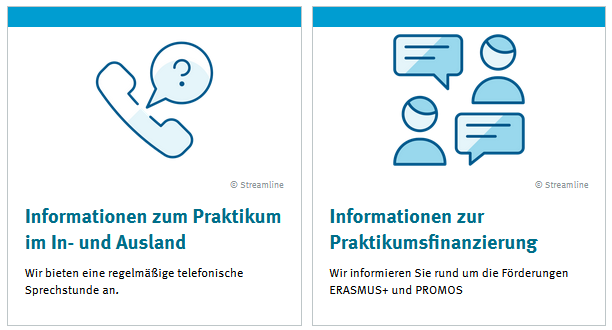 ?
© Streamline
Informationen zum Praktikum
im In- und Ausland
Wir bieten eine regelmäßige telefonische
Sprechstunde an.
© Streamline
Informationen zur
Praktikumsfinanzierung
Wir informieren Sie rund um die Förderungen
ERASMUS+ und PROMOS